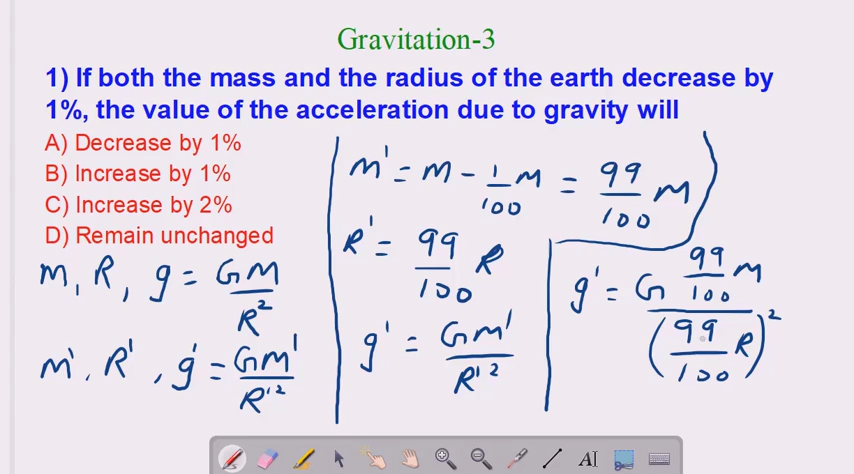 Gravitation-3
1) If both the mass and the radius of the earth decrease by
1%, the value of the acceleration due to gravity will
A) Decrease by 1%
B) Increase by 1%
C) Increase by 2%
D) Remain unchanged
M, R, g = GM/R²
M', R', g' = GM'/R'²
M' = M - 1/100 M = 99/100 M
R' = 99/100 R
g' = GM'/R'²
g' = G 99/100 M / (99/100 R)²
AI